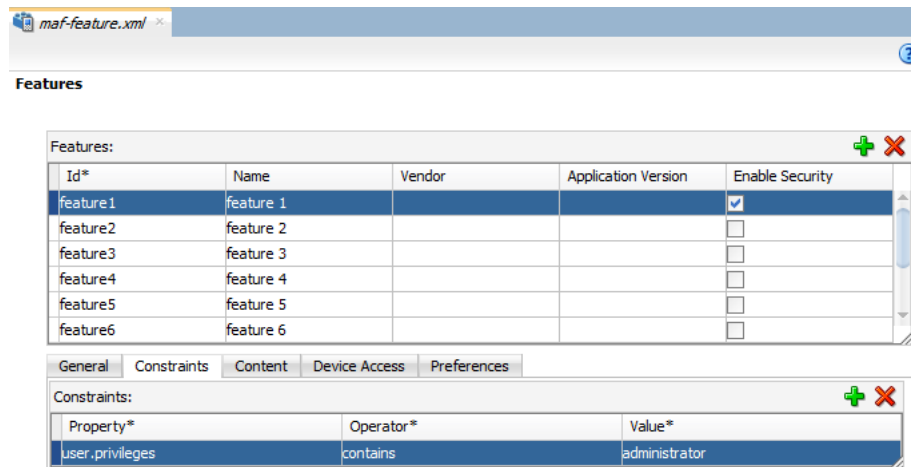 maf-feature.xml
Features
Features:
Id* Name Vendor Application Version Enable Security
feature1 feature 1
feature2 feature 2
feature3 feature 3
feature4 feature 4
feature5 feature 5
feature6 feature 6
General Constraints Content Device Access Preferences
Constraints:
Property* Operator* Value*
user.privileges contains administrator